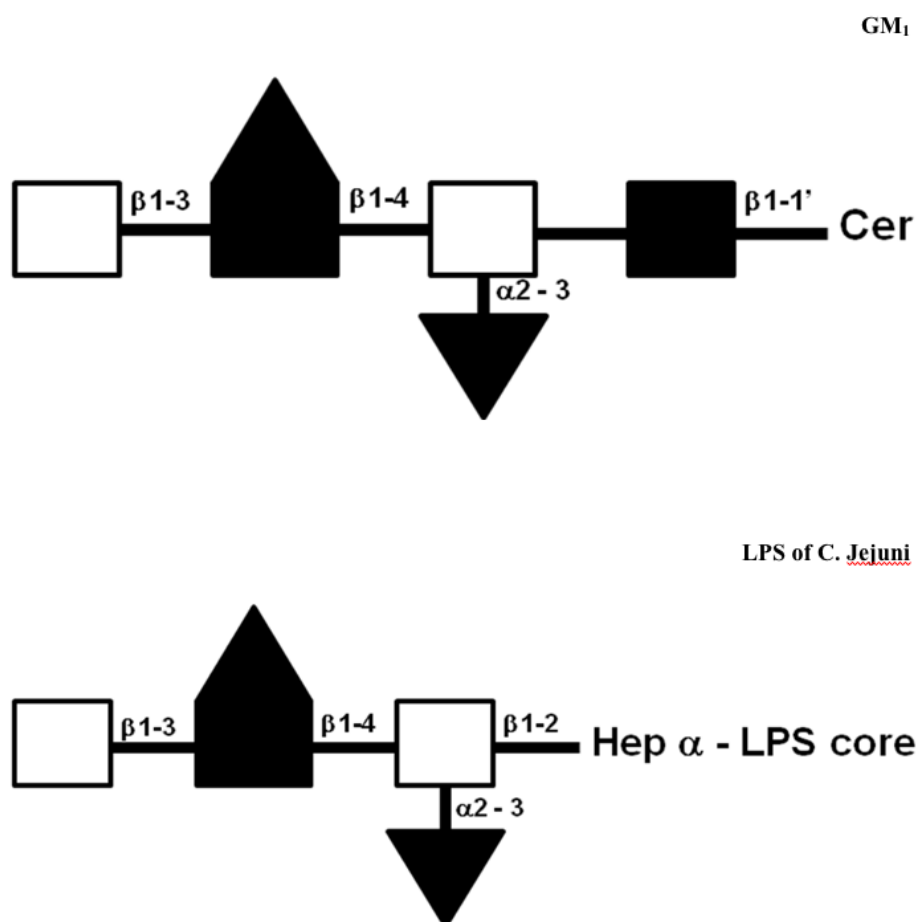 GM₁
β1-3
β1-4
β1-1’
Cer
α2 - 3
LPS of C. Jejuni
β1-3
β1-4
β1-2
Hep α - LPS core
α2 - 3